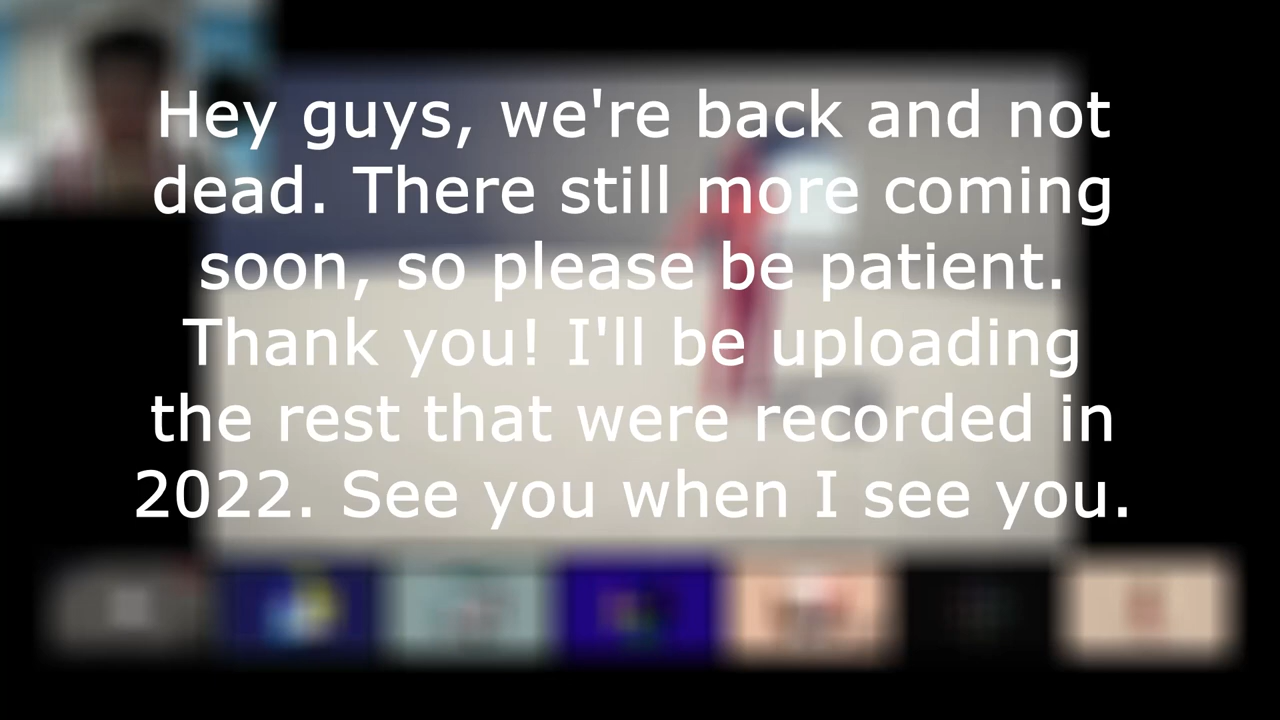 Hey guys, we're back and not
dead. There still more coming
soon, so please be patient.
Thank you! I'll be uploading
the rest that were recorded in
2022. See you when I see you.